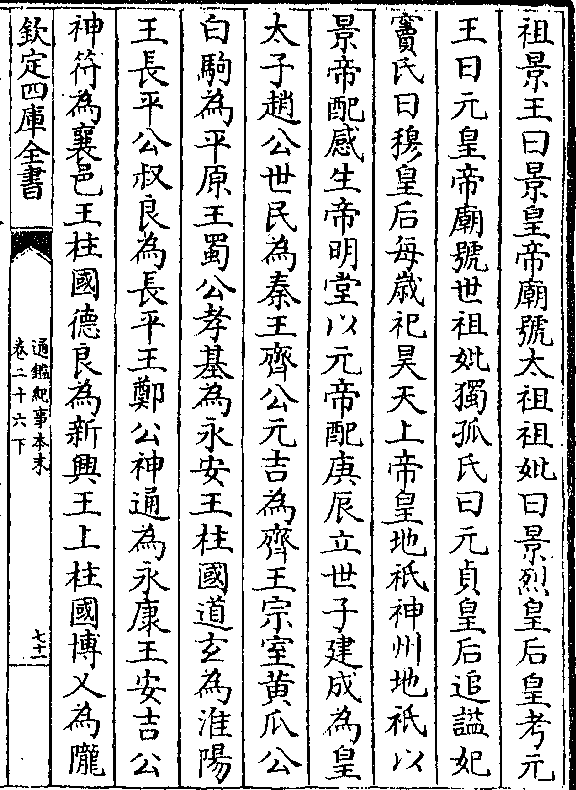 祖景王曰景皇帝廟號太祖祖妣曰景烈皇后皇考元
王曰元皇帝廟號世祖妣獨孤氏曰元貞皇后追諡妃
竇氏曰穆皇后每歲祀昊天上帝皇地祇神州地祇以
景帝配感生帝明堂以元帝配庚辰立世子建成為皇
太子趙公世民為秦王齊公元吉為齊王宗室黃瓜公
白駒為平原王蜀公孝基為永安王柱國道玄為淮陽
王長平公叔良為長平王鄭公神通為永康王安吉公
神符為襄邑王柱國德良為新興王上柱國博乂為隴
欽定四庫全書
通鑑紀事本末
卷二十六下
七十一